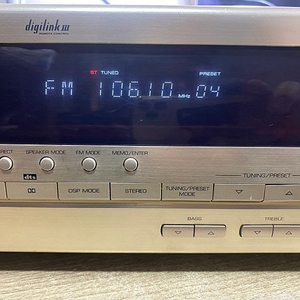 digilink III
ST TUNED PRESET
FM 106.10 MHz 04
SPEAKER MODE FM MODE MEMO/ENTER
TUNING/PRESET
dts DSP MODE STEREO TUNING/PRESET MODE
BASS TREBLE